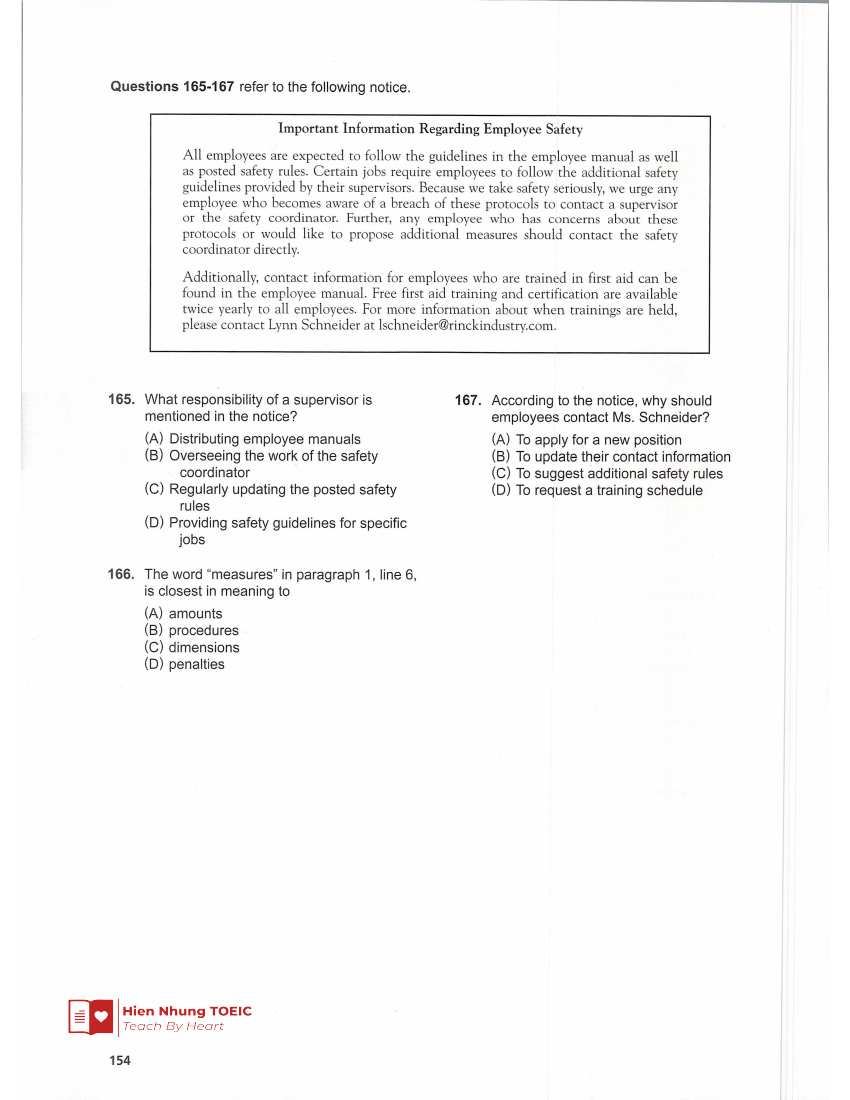 Questions 165-167 refer to the following notice.
Important Information Regarding Employee Safety
All employees are expected to follow the guidelines in the employee manual as well
as posted safety rules. Certain jobs require employees to follow the additional safety
guidelines provided by their supervisors. Because we take safety seriously, we urge any
employee who becomes aware of a breach of these protocols to contact a supervisor
or the safety coordinator. Further, any employee who has concerns about these
protocols or would like to propose additional measures should contact the safety
coordinator directly.
Additionally, contact information for employees who are trained in first aid can be
found in the employee manual. Free first aid training and certification are available
twice yearly to all employees. For more information about when trainings are held,
please contact Lynn Schneider at lschneider@rinckindustry.com.
165. What responsibility of a supervisor is
mentioned in the notice?
(A) Distributing employee manuals
(B) Overseeing the work of the safety
coordinator
(C) Regularly updating the posted safety
rules
(D) Providing safety guidelines for specific
jobs
166. The word “measures” in paragraph 1, line 6,
is closest in meaning to
(A) amounts
(B) procedures
(C) dimensions
(D) penalties
167. According to the notice, why should
employees contact Ms. Schneider?
(A) To apply for a new position
(B) To update their contact information
(C) To suggest additional safety rules
(D) To request a training schedule
Hien Nhung TOEIC
Teach By Heart
154